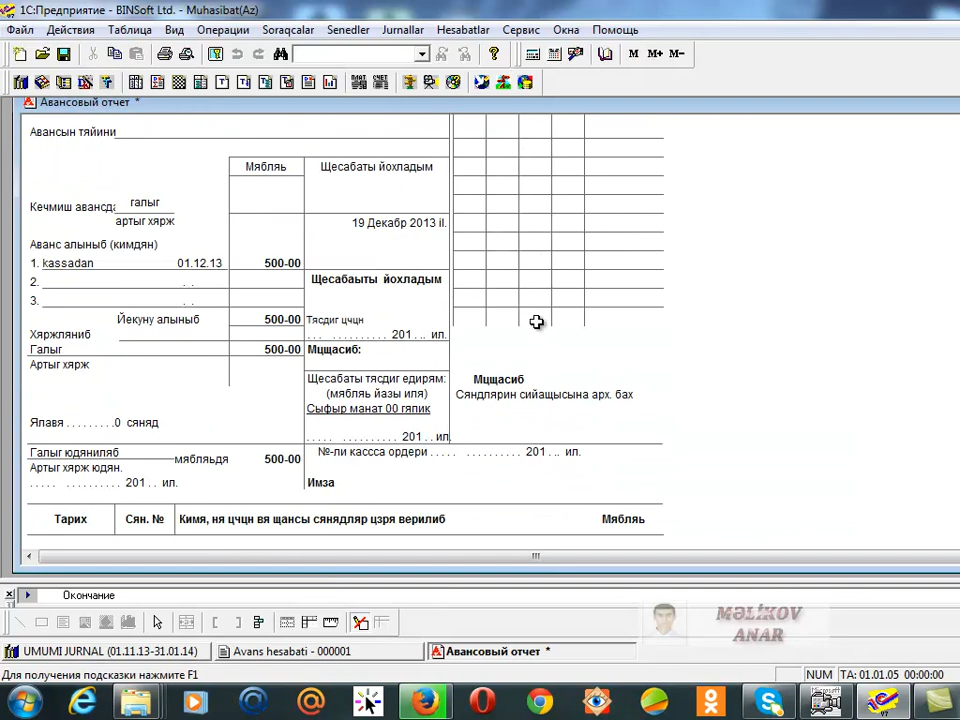 1С:Предприятие - BINSoft Ltd. - Muhasibat(Az)
Файл Действия Таблица Вид Операции Soraqcalar Senedler Jurnallar Hesabatlar Сервис Окна Помощь
M M+ M-
Авансовый отчет *
Авансын тяйини
Мябляь Щесабаты йохладым
Кечмиш авансда галыг
артыг хярж
19 Декабр 2013 il.
Аванс алыныб (кимдян)
1. kassadan 01.12.13 500-00
2. . . Щесабаыты йохладым
3. . .
Йекуну алыныб 500-00 Тясдиг цчцн
Хяржляниб . . . . . . . . . . . . . 201 . .. ил.
Галыг 500-00 Мцщасиб:
Артыг хярж
Щесабаты тясдиг едирям:
(мябляь йазы иля)
Сыфыр манат 00 гяпик
Мцщасиб
Сяндлярин сийащысына арх. бах
Ялавя . . . . . . . . .0 сяняд
. . . . . . . . . . . . . . . 201 . . ил.
Галыг юдяниляб
Артыг хярж юдян. мябляьдя 500-00
№-ли кассса ордери . . . . . . . . . . . . . . . 201 . .. ил.
. . . . . . . . . . . . . . . 201 . . ил. Имза
Тарих Сян. № Кимя, ня цчцн вя щансы сянядляр цзря верилиб Мябляь
Окончание
MƏLİKOV
ANAR
UMUMI JURNAL (01.11.13-31.01.14) Avans hesabati - 000001 Авансовый отчет *
Для получения подсказки нажмите F1 NUM TA: 01.01.05 00:00:00